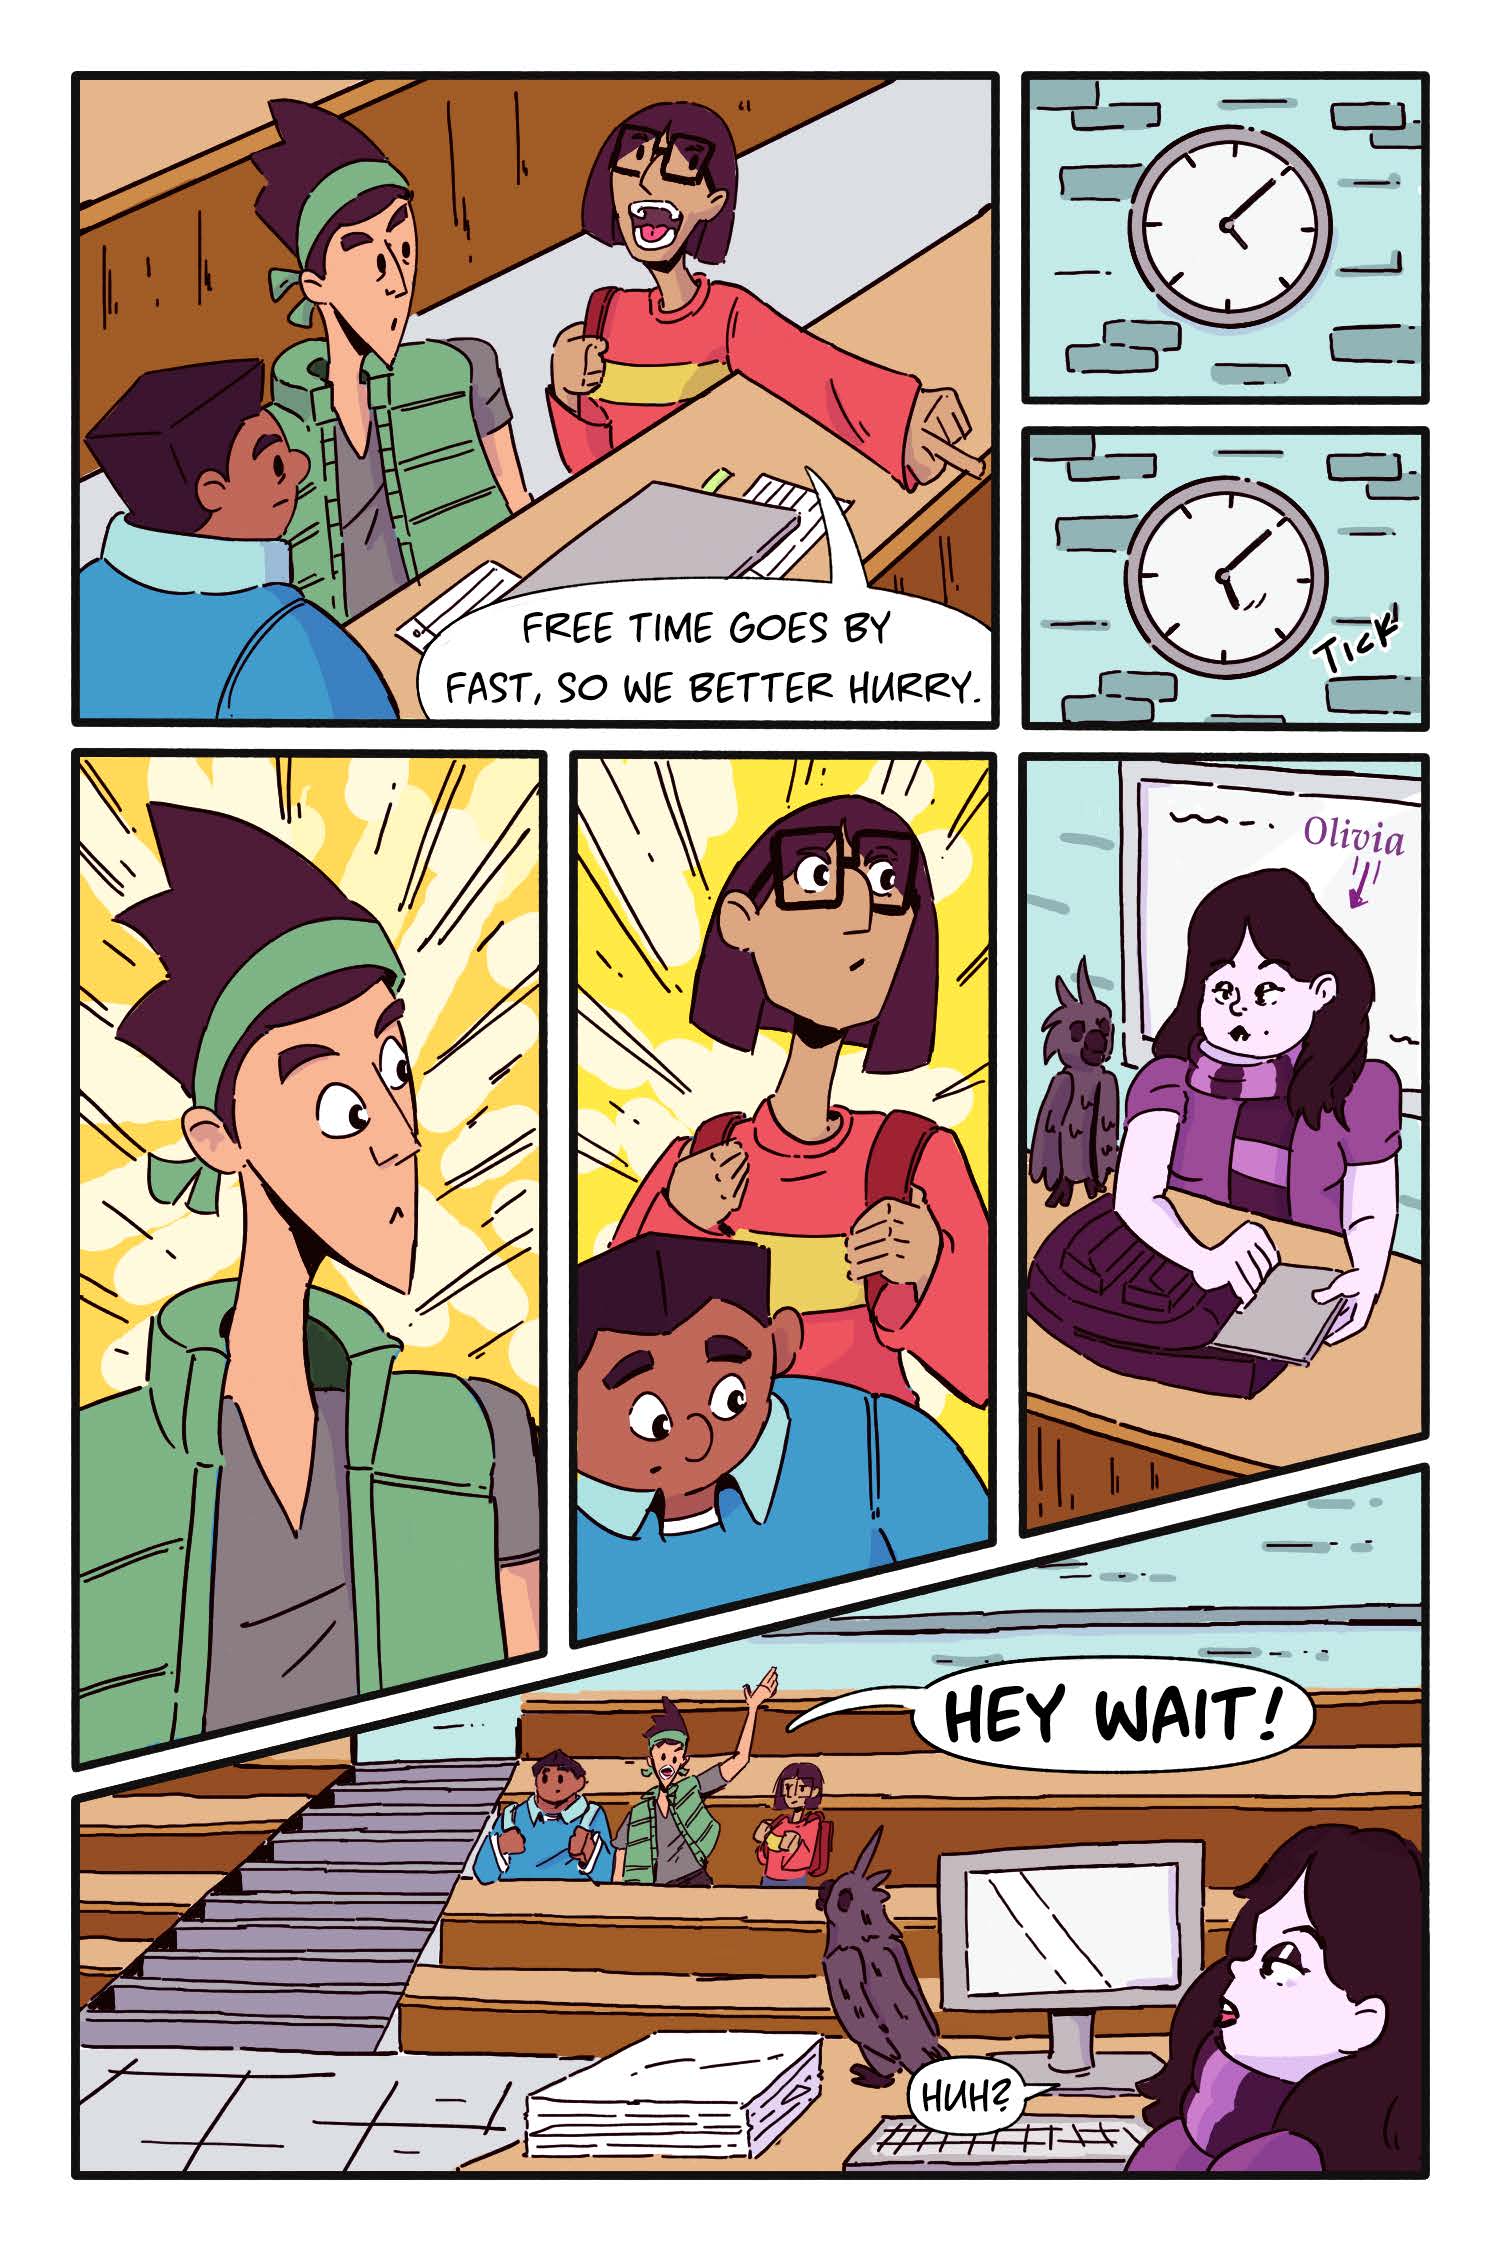 FREE TIME GOES BY
FAST, SO WE BETTER HURRY.
TICK!
Olivia
HEY WAIT!
HUH?